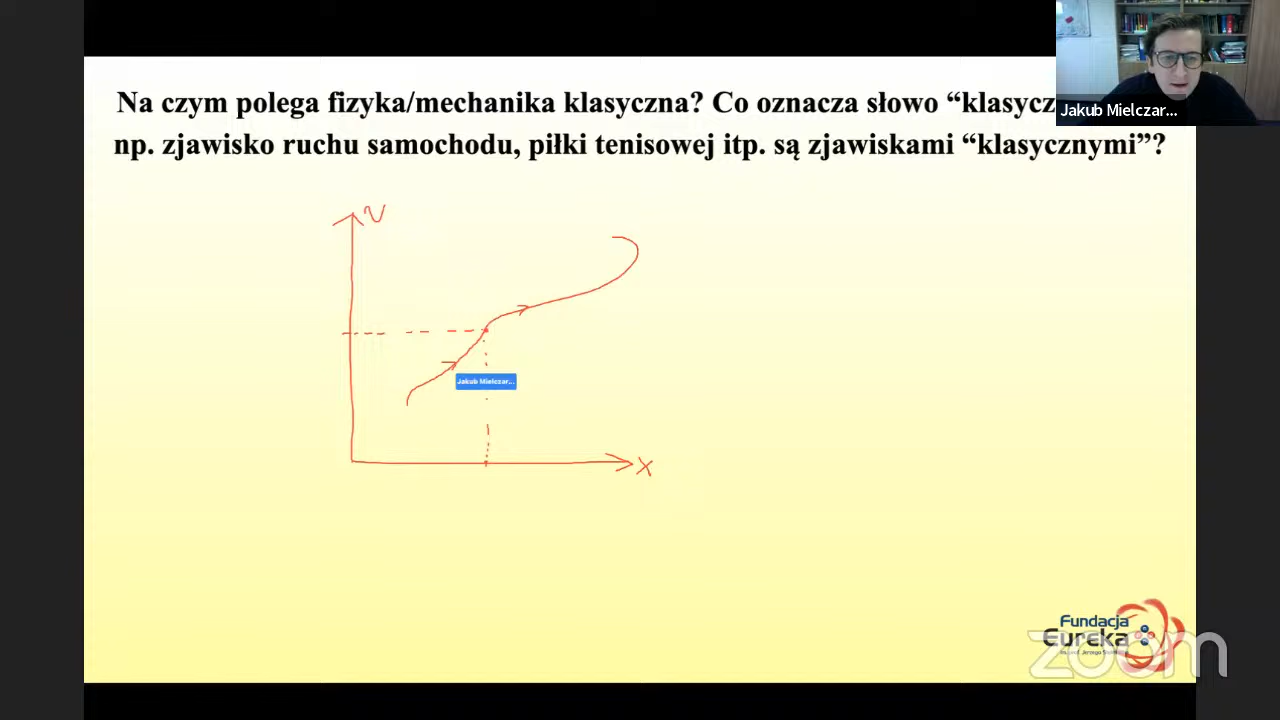 Na czym polega fizyka/mechanika klasyczna? Co oznacza słowo “klasycz
np. zjawisko ruchu samochodu, piłki tenisowej itp. są zjawiskami “klasycznymi”?
Jakub Mielczar...
v
Jakub Mielczar...
x
Fundacja
Eureka
zoom